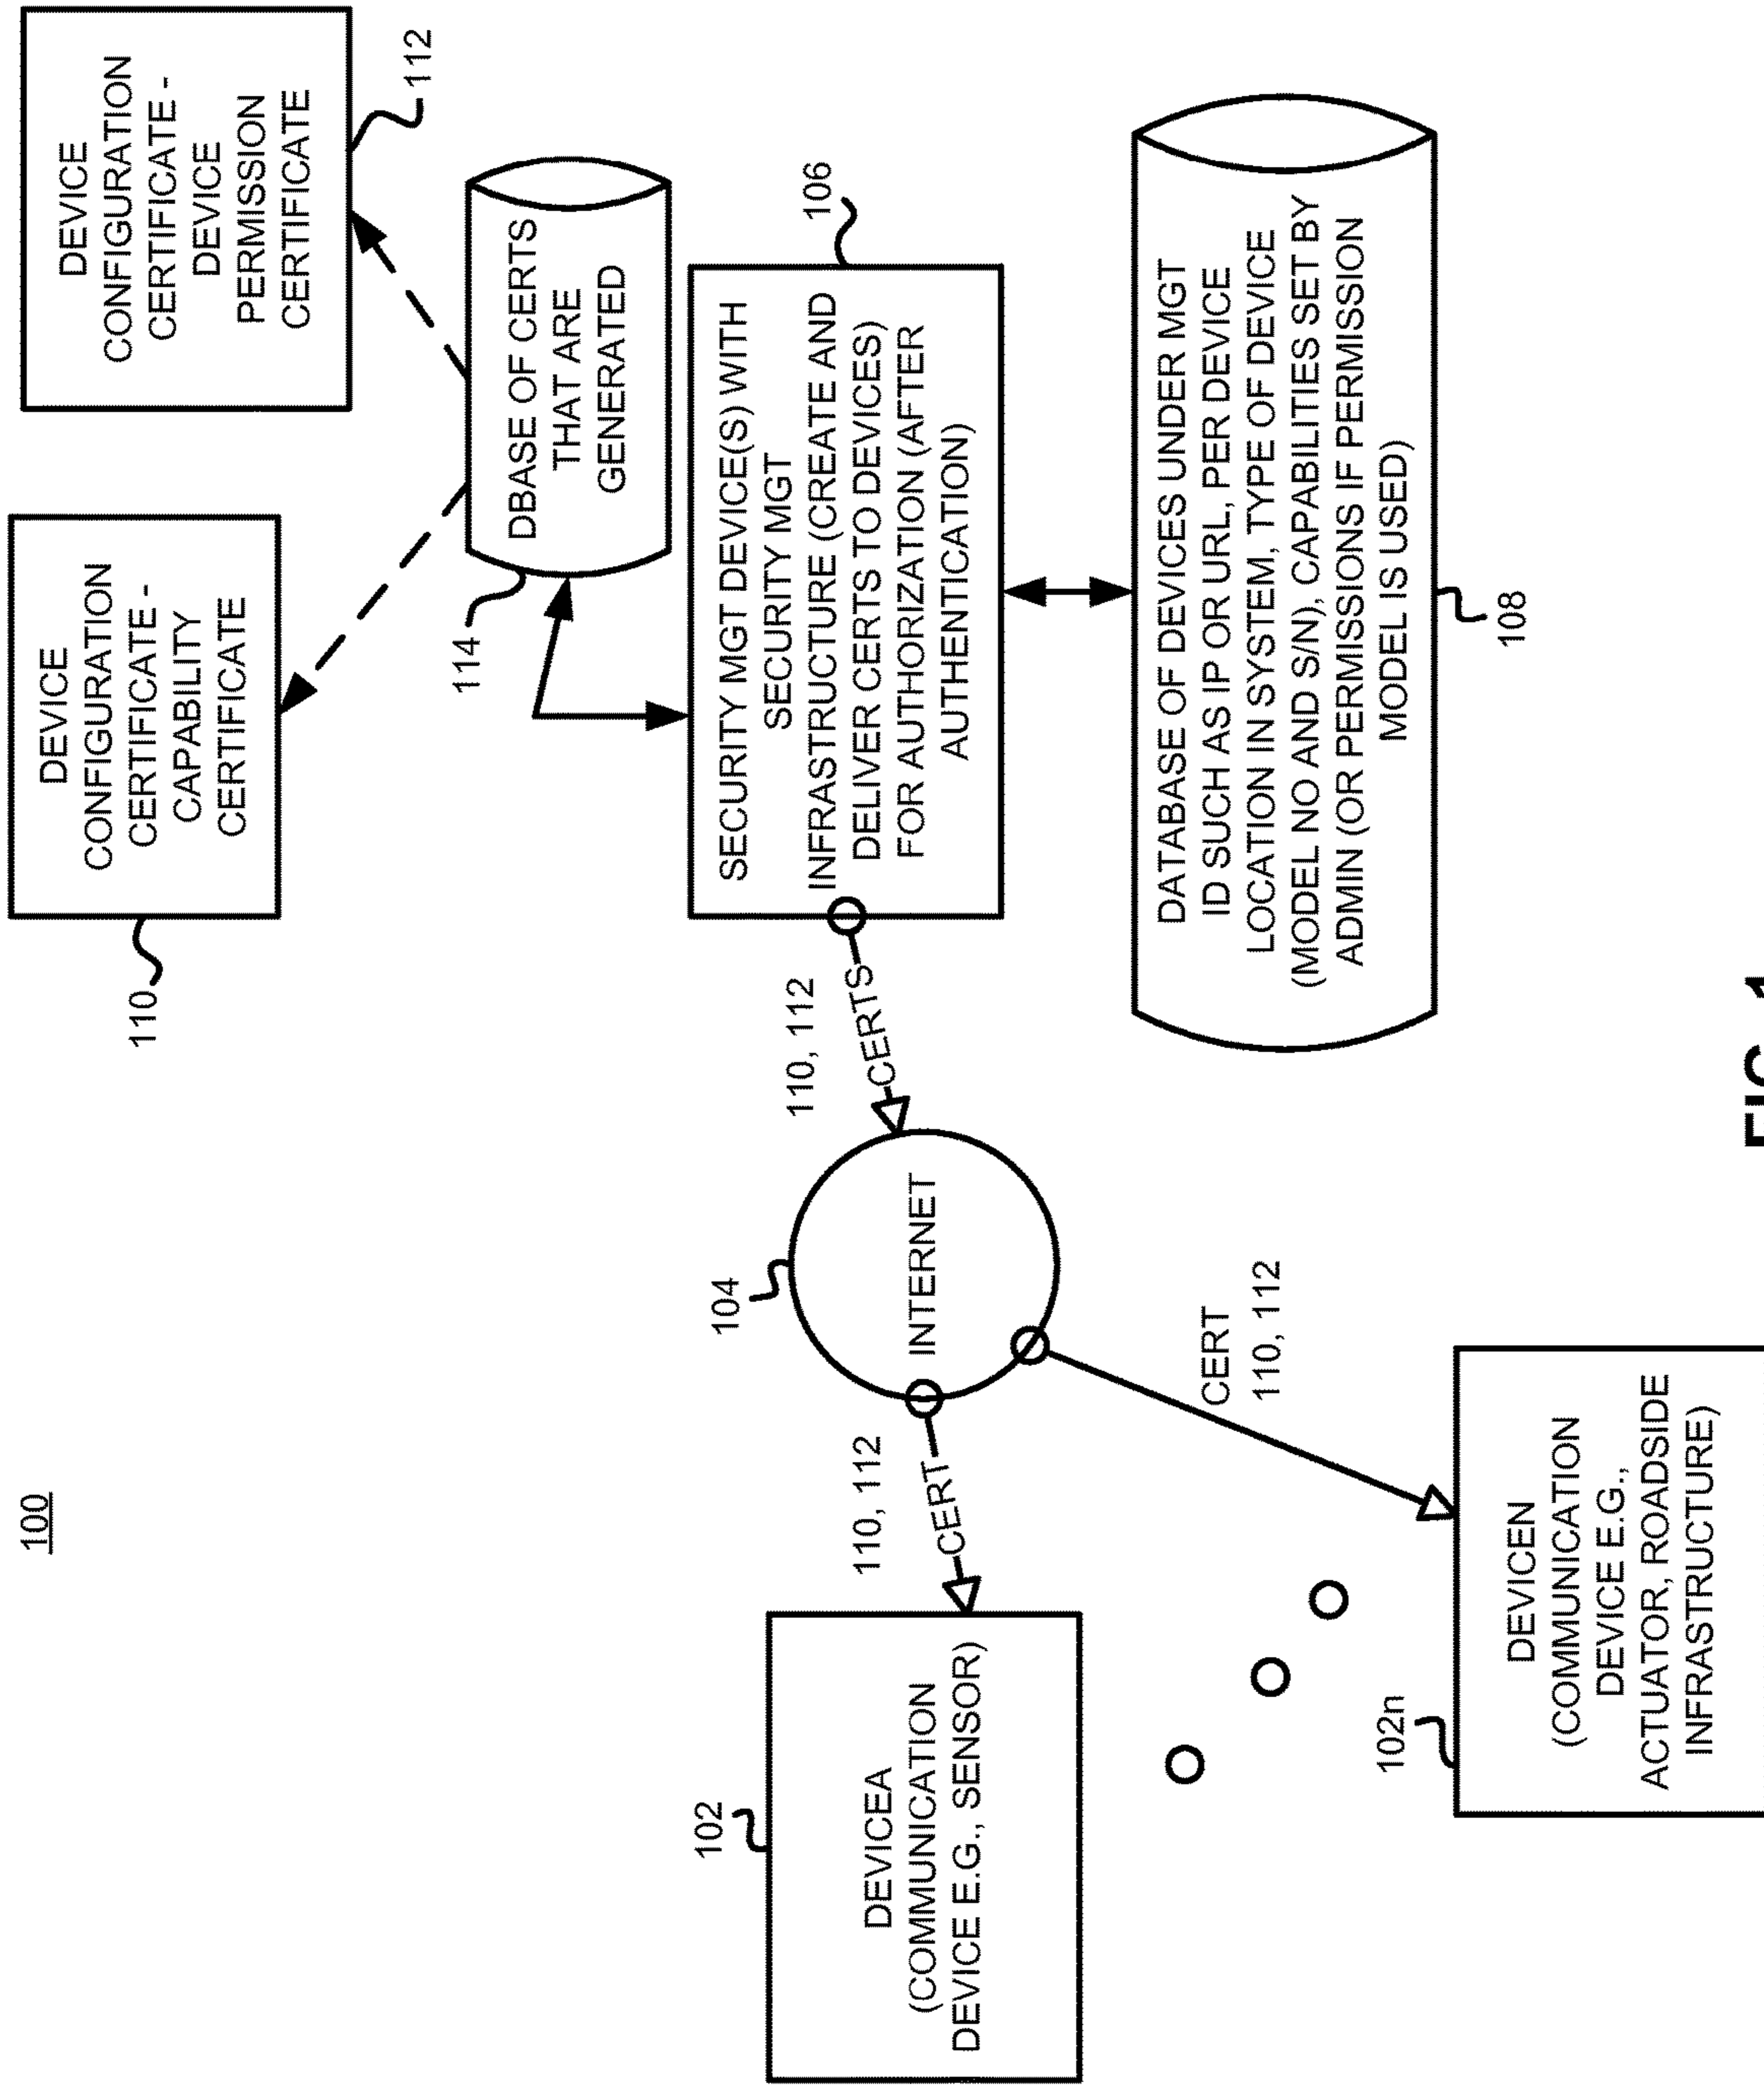 100
DEVICE
CONFIGURATION
CERTIFICATE -
CAPABILITY
CERTIFICATE
110
DEVICE
CONFIGURATION
CERTIFICATE -
DEVICE
PERMISSION
CERTIFICATE
112
DBASE OF CERTS
THAT ARE
GENERATED
114
102
DEVICEA
(COMMUNICATION
DEVICE E.G., SENSOR)
110, 112
CERT
104
INTERNET
110, 112
CERTS
106
SECURITY MGT DEVICE(S) WITH
SECURITY MGT
INFRASTRUCTURE (CREATE AND
DELIVER CERTS TO DEVICES)
FOR AUTHORIZATION (AFTER
AUTHENTICATION)
CERT
110, 112
DATABASE OF DEVICES UNDER MGT
ID SUCH AS IP OR URL, PER DEVICE
LOCATION IN SYSTEM, TYPE OF DEVICE
(MODEL NO AND S/N), CAPABILITIES SET BY
ADMIN (OR PERMISSIONS IF PERMISSION
MODEL IS USED)
108
102n
DEVICEN
(COMMUNICATION
DEVICE E.G.,
ACTUATOR, ROADSIDE
INFRASTRUCTURE)
FIG. 1